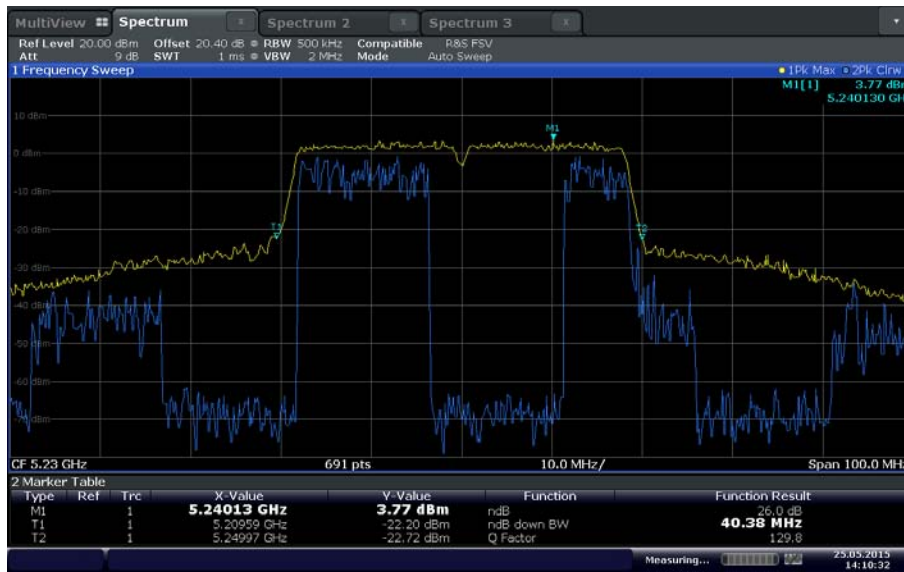 MultiView Spectrum x Spectrum 2 x Spectrum 3 x
Ref Level 20.00 dBm Offset 20.40 dB RBW 500 kHz Compatible R&S FSV
Att 9 dB SWT 1 ms VBW 2 MHz Mode Auto Sweep
1 Frequency Sweep 1Pk Max 2Pk Clrw
M1[1] 3.77 dB
5.240130 GH
10 dBm
M1
0 dBm
-10 dBm
-20 dBm
T1 T2
-30 dBm
-40 dBm
-50 dBm
-60 dBm
-70 dBm
CF 5.23 GHz 691 pts 10.0 MHz/ Span 100.0 MH
2 Marker Table
Type Ref Trc X-Value Y-Value Function Function Result
M1 1 5.24013 GHz 3.77 dBm ndB 26.0 dB
T1 1 5.20959 GHz -22.20 dBm ndB down BW 40.38 MHz
T2 1 5.24997 GHz -22.72 dBm Q Factor 129.8
Measuring... 25.05.2015
14:10:32